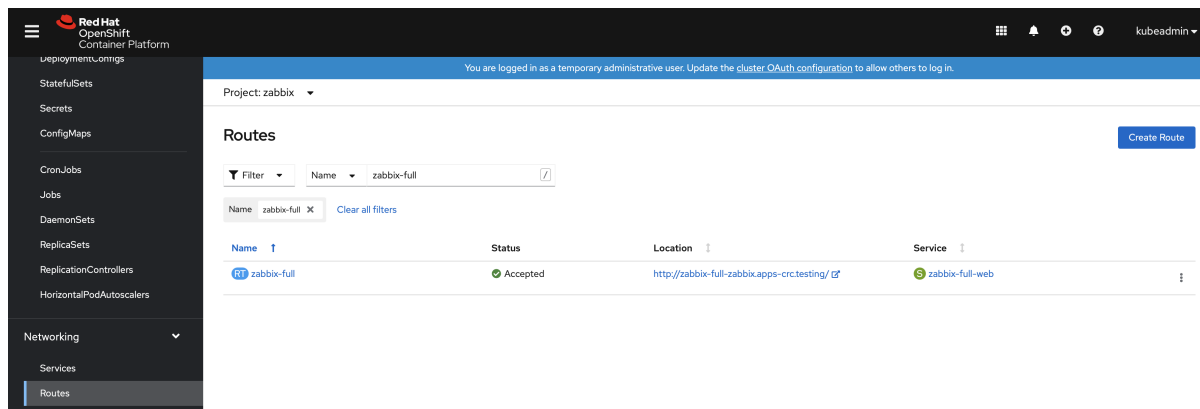 Red Hat
OpenShift
Container Platform
kubeadmin
DeploymentConfigs
StatefulSets
Secrets
ConfigMaps
CronJobs
Jobs
DaemonSets
ReplicaSets
ReplicationControllers
HorizontalPodAutoscalers
Networking
Services
Routes
You are logged in as a temporary administrative user. Update the cluster OAuth configuration to allow others to log in.
Project: zabbix
Routes
Create Route
Filter Name zabbix-full /
Name zabbix-full Clear all filters
Name Status Location Service
RT zabbix-full Accepted http://zabbix-full-zabbix.apps-crc.testing/ S zabbix-full-web